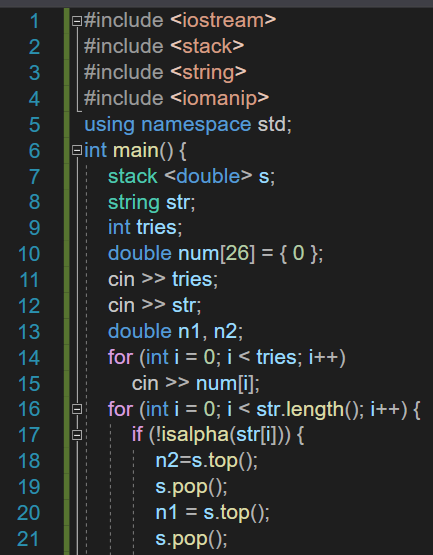 1 #include <iostream>
2 #include <stack>
3 #include <string>
4 #include <iomanip>
5 using namespace std;
6 int main() {
7 stack <double> s;
8 string str;
9 int tries;
10 double num[26] = { 0 };
11 cin >> tries;
12 cin >> str;
13 double n1, n2;
14 for (int i = 0; i < tries; i++)
15 cin >> num[i];
16 for (int i = 0; i < str.length(); i++) {
17 if (!isalpha(str[i])) {
18 n2=s.top();
19 s.pop();
20 n1 = s.top();
21 s.pop();